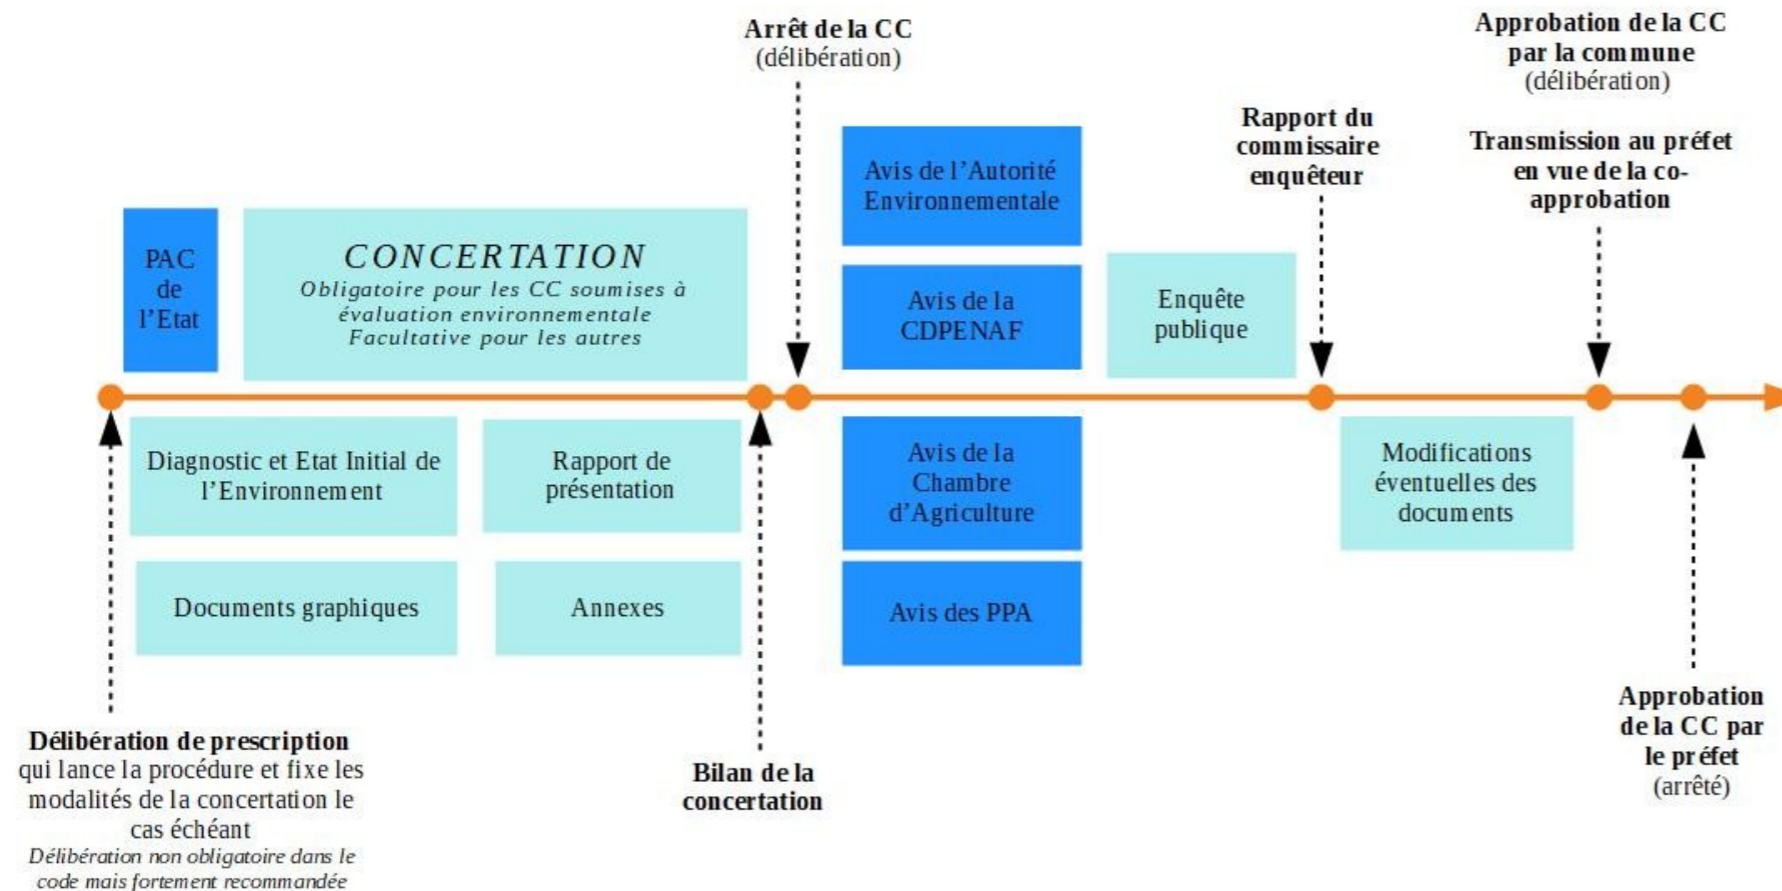 Arrêt de la CC
(délibération)
Approbation de la CC
par la commune
(délibération)
Transmission au préfet
en vue de la co-
approbation
Rapport du
commissaire
enquêteur
PAC
de
l’Etat
CONCERTATION
Obligatoire pour les CC soumises à
évaluation environnementale
Facultative pour les autres
Avis de l’Autorité
Environnementale
Avis de la
CDPENAF
Enquête
publique
Diagnostic et Etat Initial de
l’Environnement
Rapport de
présentation
Documents graphiques
Annexes
Avis de la
Chambre
d’Agriculture
Avis des PPA
Modifications
éventuelles des
documents
Délibération de prescription
qui lance la procédure et fixe les
modalités de la concertation le
cas échéant
Délibération non obligatoire dans le
code mais fortement recommandée
Bilan de la
concertation
Approbation
de la CC par
le préfet
(arrêté)